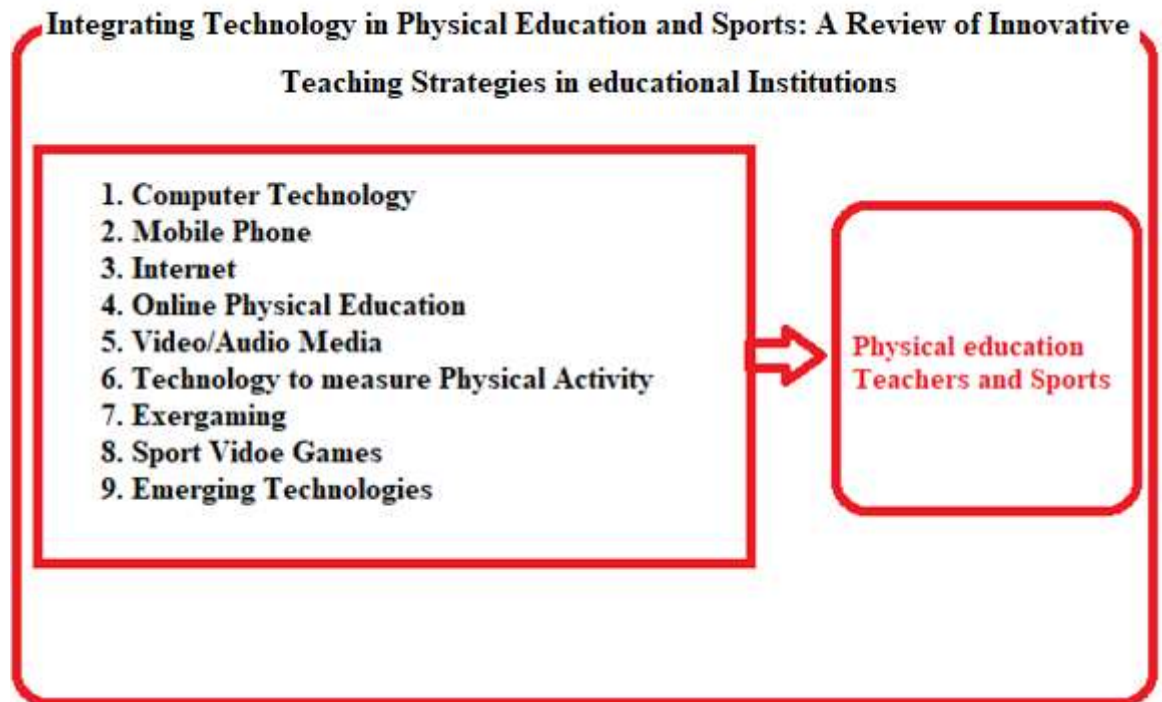 Integrating Technology in Physical Education and Sports: A Review of Innovative
Teaching Strategies in educational Institutions
1. Computer Technology
2. Mobile Phone
3. Internet
4. Online Physical Education
5. Video/Audio Media
6. Technology to measure Physical Activity
7. Exergaming
8. Sport Vidoe Games
9. Emerging Technologies
Physical education
Teachers and Sports